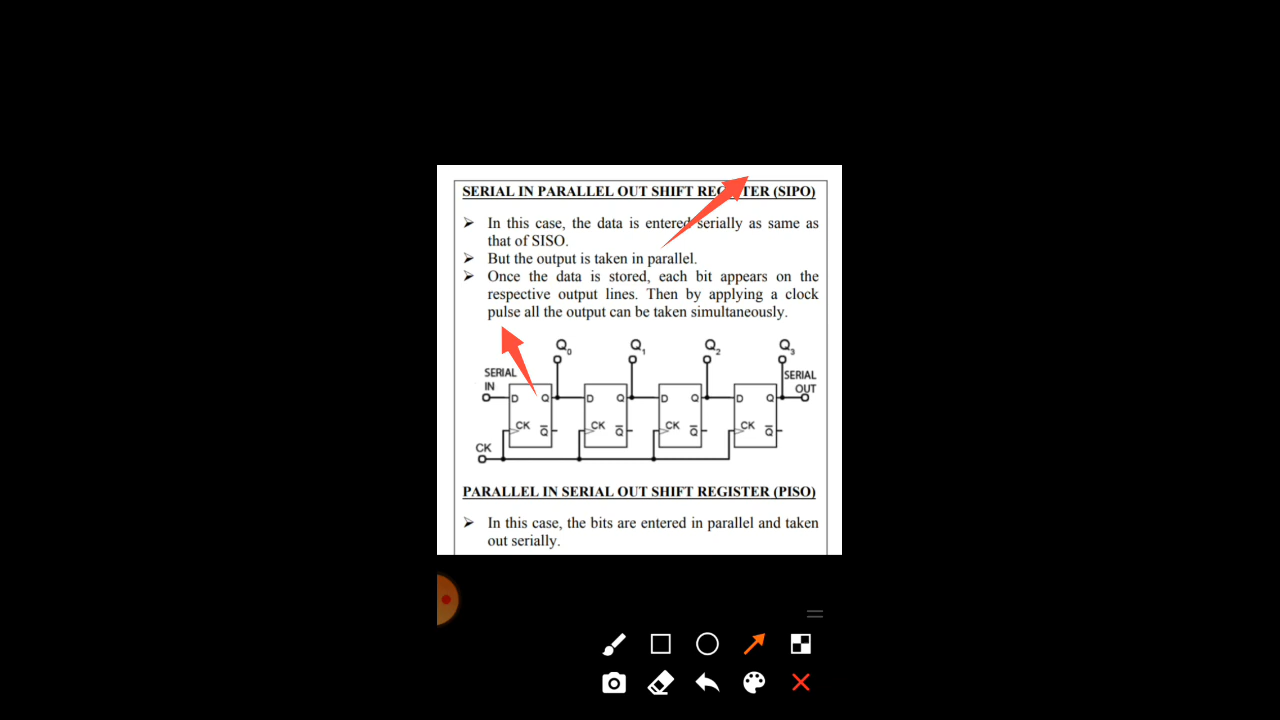 SERIAL IN PARALLEL OUT SHIFT REGISTER (SIPO)
➢ In this case, the data is entered serially as same as
that of SISO.
➢ But the output is taken in parallel.
➢ Once the data is stored, each bit appears on the
respective output lines. Then by applying a clock
pulse all the output can be taken simultaneously.
Q0 Q1 Q2 Q3
SERIAL
IN
SERIAL
OUT
D Q D Q D Q D Q
CK Q̅ CK Q̅ CK Q̅ CK Q̅
CK
PARALLEL IN SERIAL OUT SHIFT REGISTER (PISO)
➢ In this case, the bits are entered in parallel and taken
out serially.